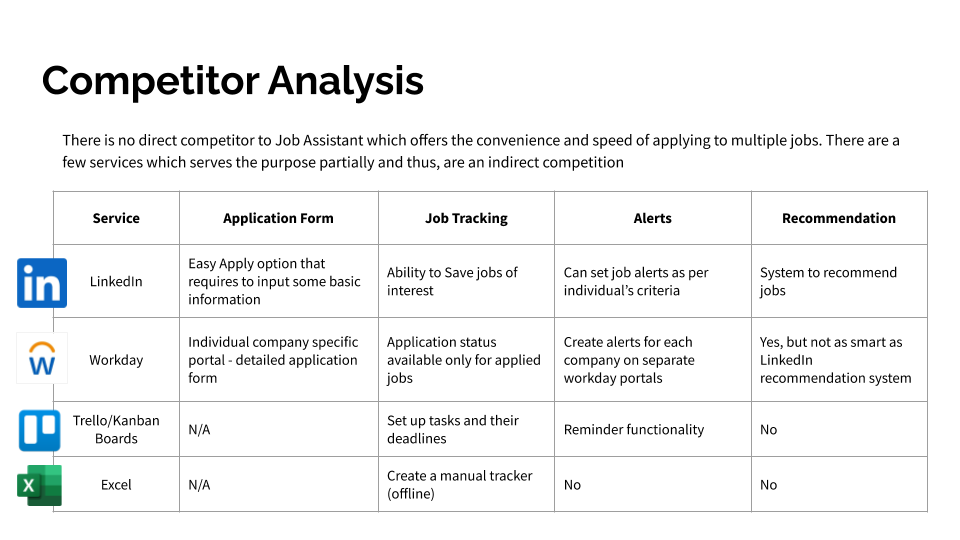 Competitor Analysis
There is no direct competitor to Job Assistant which offers the convenience and speed of applying to multiple jobs. There are a
few services which serves the purpose partially and thus, are an indirect competition
Service
Application Form
Job Tracking
Alerts
Recommendation
in
LinkedIn
Easy Apply option that
requires to input some basic
information
Ability to Save jobs of
interest
Can set job alerts as per
individual's criteria
System to recommend
jobs
W
Workday
Individual company specific
portal - detailed application
form
Application status
available only for applied
jobs
Create alerts for each
company on separate
workday portals
Yes, but not as smart as
LinkedIn
recommendation system
Trello/Kanban
Boards
N/A
Set up tasks and their
deadlines
Reminder functionality
No
X
Excel
N/A
Create a manual tracker
(offline)
No
No